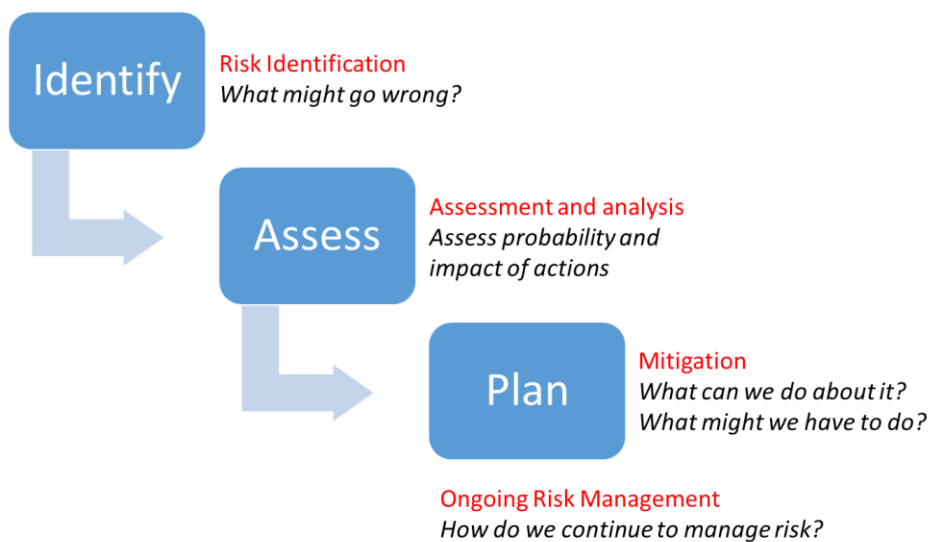 Identify
Risk Identification
What might go wrong?
Assess
Assessment and analysis
Assess probability and
impact of actions
Plan
Mitigation
What can we do about it?
What might we have to do?
Ongoing Risk Management
How do we continue to manage risk?